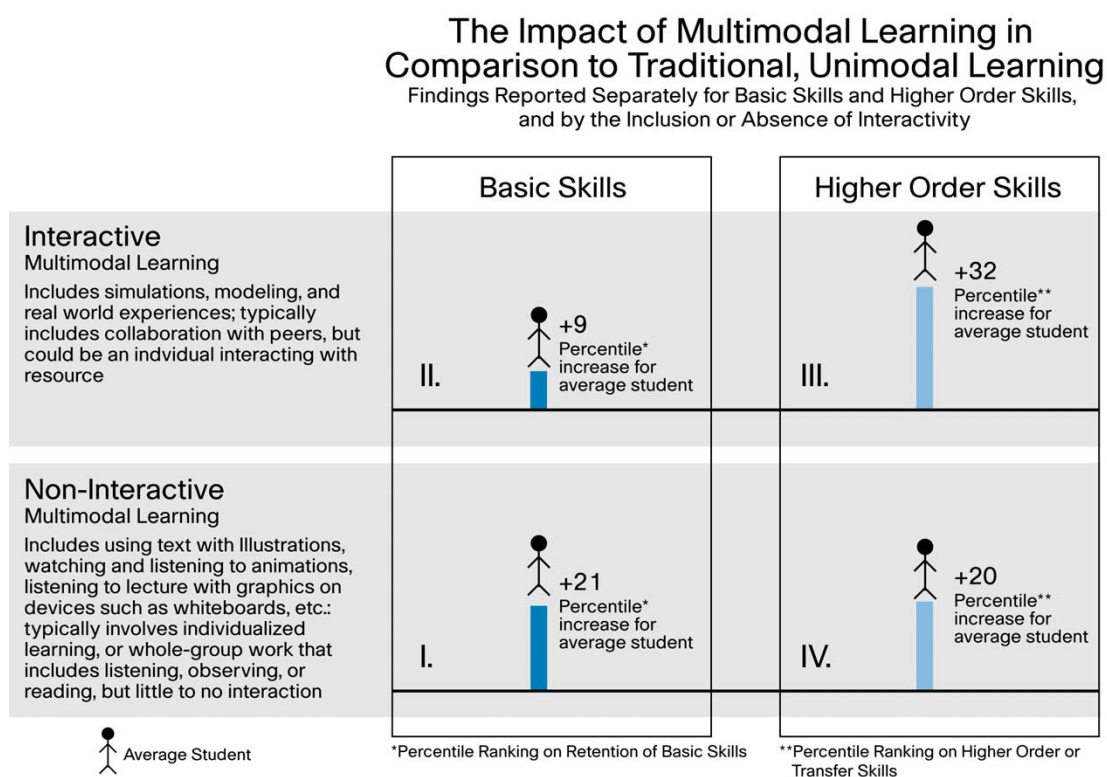 The Impact of Multimodal Learning in
Comparison to Traditional, Unimodal Learning
Findings Reported Separately for Basic Skills and Higher Order Skills,
and by the Inclusion or Absence of Interactivity
Basic Skills
Higher Order Skills
Interactive
Multimodal Learning
Includes simulations, modeling, and
real world experiences; typically
includes collaboration with peers, but
could be an indvidual interacting with
resource
II.
+9
Percentile*
increase for
average student
III.
+32
Percentile**
increase for
average student
Non-Interactive
Multimodal Learning
Includes using text with Illustrations,
watching and listening to animations,
listening to lecture with graphics on
devices such as whiteboards, etc.:
typically involves individualized
learning, or whole-group work that
includes listening, observing, or
reading, but little to no interaction
I.
+21
Percentile*
increase for
average student
IV.
+20
Percentile**
increase for
average student
Average Student
*Percentile Ranking on Retention of Basic Skills
**Percentile Ranking on Higher Order or
Transfer Skills